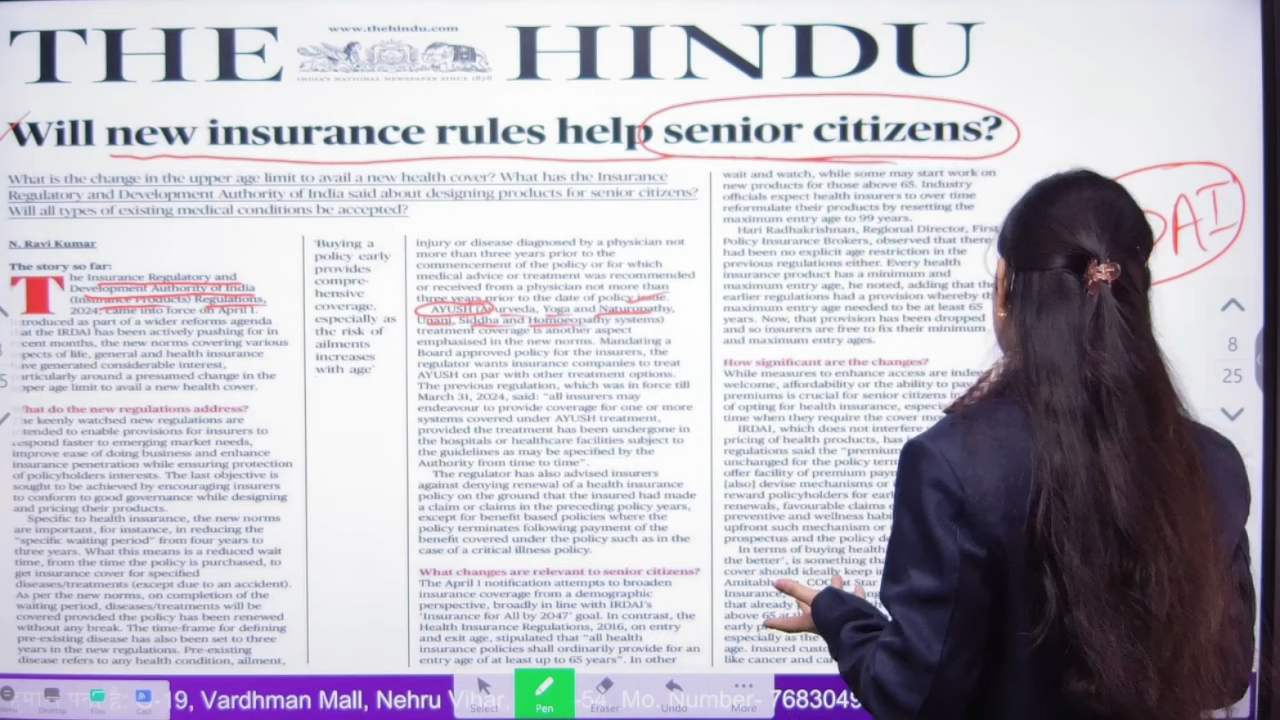 www.thehindu.com
THE HINDU
INDIA'S NATIONAL NEWSPAPER SINCE 1878
Will new insurance rules help senior citizens?
What is the change in the upper age limit to avail a new health cover? What has the Insurance
Regulatory and Development Authority of India said about designing products for senior citizens?
Will all types of existing medical conditions be accepted?
N. Ravi Kumar
The story so far:
The Insurance Regulatory and
Development Authority of India
(Insurance Products) Regulations,
2024, came into force on April 1.
ntroduced as part of a wider reforms agenda
at the IRDAI has been actively pushing for in
cent months, the new norms covering various
pects of life, general and health insurance
ve generated considerable interest,
articularly around a presumed change in the
per age limit to avail a new health cover.
hat do the new regulations address?
he keenly watched new regulations are
tended to enable provisions for insurers to
espond faster to emerging market needs,
improve ease of doing business and enhance
insurance penetration while ensuring protection
of policyholders interests. The last objective is
sought to be achieved by encouraging insurers
to conform to good governance while designing
and pricing their products.
Specific to health insurance, the new norms
are important, for instance, in reducing the
"specific waiting period" from four years to
three years. What this means is a reduced wait
time, from the time the policy is purchased, to
get insurance cover for specified
diseases/treatments (except due to an accident).
As per the new norms, on completion of the
waiting period, diseases/treatments will be
covered provided the policy has been renewed
without any break. The time-frame for defining
pre-existing disease has also been set to three
years in the new regulations. Pre-existing
disease refers to any health condition, ailment,
'Buying a
policy early
provides
compre-
hensive
coverage,
especially as
the risk of
ailments
increases
with age'
injury or disease diagnosed by a physician not
more than three years prior to the
commencement of the policy or for which
medical advice or treatment was recommended
or received from a physician not more than
three years prior to the date of policy issue.
AYUSH (Ayurveda, Yoga and Naturopathy,
Unani, Siddha and Homoeopathy systems)
treatment coverage is another aspect
emphasised in the new norms. Mandating a
Board approved policy for the insurers, the
regulator wants insurance companies to treat
AYUSH on par with other treatment options.
The previous regulation, which was in force till
March 31, 2024, said: "all insurers may
endeavour to provide coverage for one or more
systems covered under AYUSH treatment,
provided the treatment has been undergone in
the hospitals or healthcare facilities subject to
the guidelines as may be specified by the
Authority from time to time".
The regulator has also advised insurers
against denying renewal of a health insurance
policy on the ground that the insured had made
a claim or claims in the preceding policy years,
except for benefit based policies where the
policy terminates following payment of the
benefit covered under the policy such as in the
case of a critical illness policy.
What changes are relevant to senior citizens?
The April 1 notification attempts to broaden
insurance coverage from a demographic
perspective, broadly in line with IRDAI's
'Insurance for All by 2047' goal. In contrast, the
Health Insurance Regulations, 2016, on entry
and exit age, stipulated that "all health
insurance policies shall ordinarily provide for an
entry age of at least up to 65 years". In other
wait and watch, while some may start work on
new products for those above 65. Industry
officials expect health insurers to over time
reformulate their products by resetting the
maximum entry age to 99 years.
Hari Radhakrishnan, Regional Director, First
Policy Insurance Brokers, observed that there
had been no explicit age restriction in the
previous regulations either. Every health
insurance product has a minimum and
maximum entry age, he noted, adding that the
earlier regulations had a provision whereby the
maximum entry age needed to be at least 65
years. Now, that provision has been dropped
and so insurers are free to fix their minimum
and maximum entry ages.
How significant are the changes?
While measures to enhance access are indee
welcome, affordability or the ability to pay
premiums is crucial for senior citizens in
of opting for health insurance, especi
time when they require the cover mo
IRDAI, which does not interfere
pricing of health products, has
regulations said the "premium
unchanged for the policy term
offer facility of premium paym
[also] devise mechanisms or
reward policyholders for earl
renewals, favourable claims e
preventive and wellness habi
upfront such mechanism or
prospectus and the policy do
In terms of buying health
the better", is something tha
cover should ideally keep in
Amitabh COO at Star
Insurance
that already
above 65 at th
early p
especially as the
age. Insured custo
like cancer and car
DAI
8
25
5
Menu
Desktop
Files
Cast
Select
Pen
Eraser
Undo
More
-19, Vardhman Mall, Nehru Vihar, -54, Mo. Number- 7683049